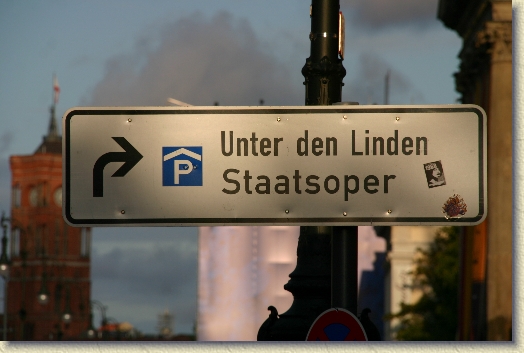 P
Unter den Linden
Staatsoper